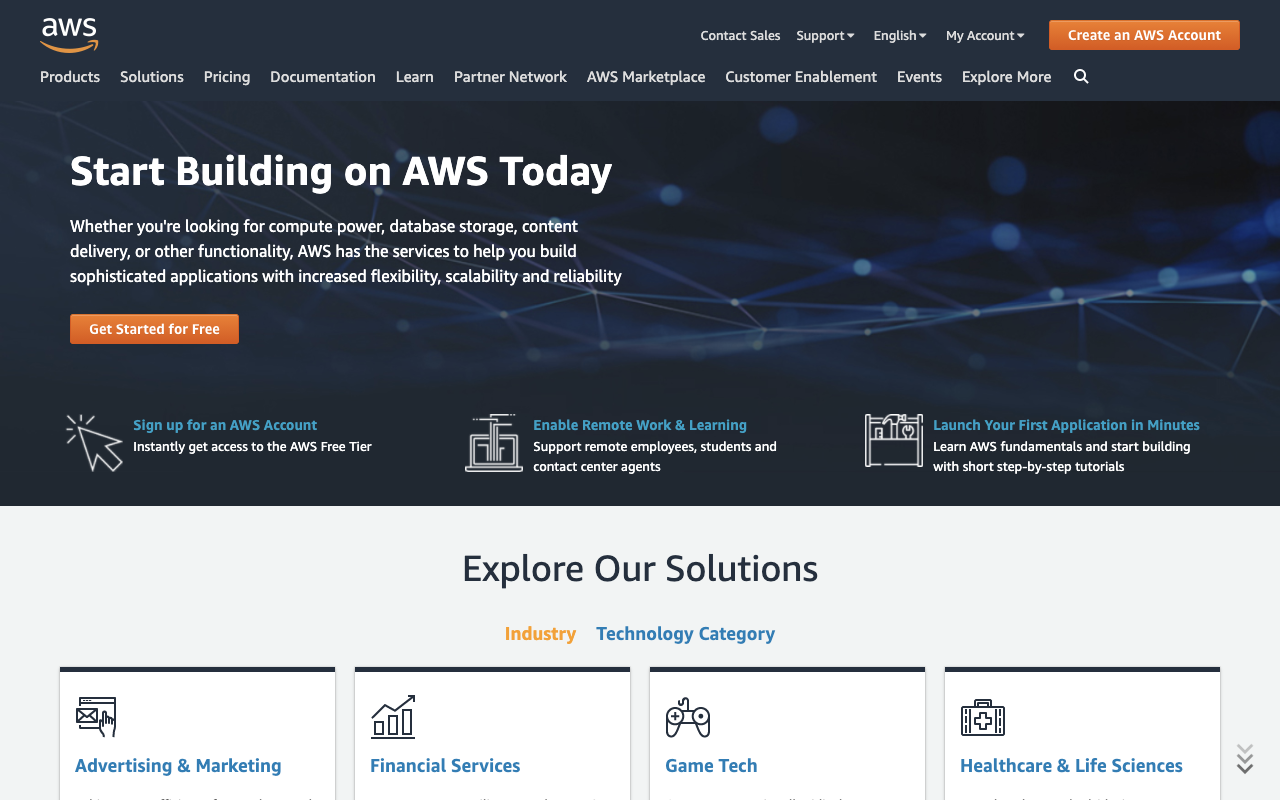 aws
Contact Sales Support English My Account Create an AWS Account
Products Solutions Pricing Documentation Learn Partner Network AWS Marketplace Customer Enablement Events Explore More
Start Building on AWS Today
Whether you're looking for compute power, database storage, content
delivery, or other functionality, AWS has the services to help you build
sophisticated applications with increased flexibility, scalability and reliability
Get Started for Free
Sign up for an AWS Account
Instantly get access to the AWS Free Tier
Enable Remote Work & Learning
Support remote employees, students and
contact center agents
Launch Your First Application in Minutes
Learn AWS fundamentals and start building
with short step-by-step tutorials
Explore Our Solutions
Industry Technology Category
Advertising & Marketing
Financial Services
Game Tech
Healthcare & Life Sciences